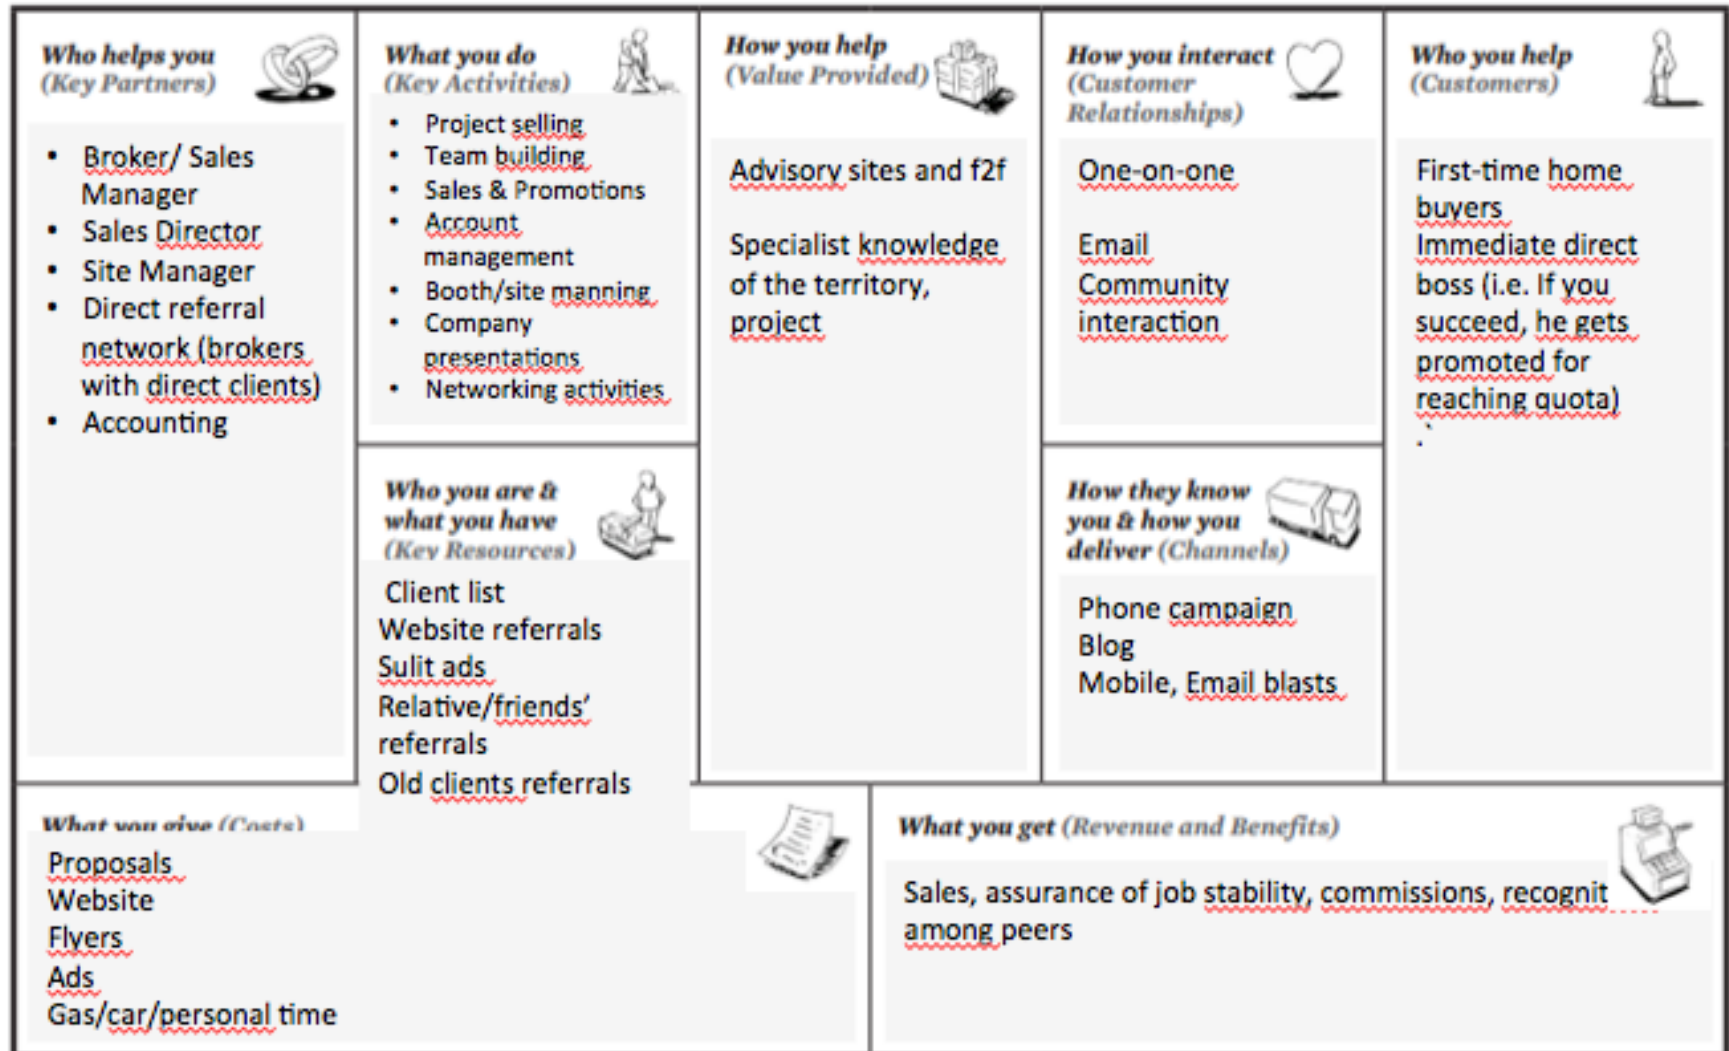 Who helps you
(Key Partners)
• Broker/ Sales
Manager
• Sales Director
• Site Manager
• Direct referral
network (brokers
with direct clients)
• Accounting
What you do
(Key Activities)
• Project selling
• Team building
• Sales & Promotions
• Account
management
• Booth/site manning
• Company
presentations
• Networking activities
Who you are &
what you have
(Key Resources)
Client list
Website referrals
Sulit ads
Relative/friends’
referrals
Old clients referrals
How you help
(Value Provided)
Advisory sites and f2f
Specialist knowledge
of the territory,
project
How you interact
(Customer
Relationships)
One-on-one
Email
Community
interaction
How they know
you & how you
deliver (Channels)
Phone campaign
Blog
Mobile, Email blasts
Who you help
(Customers)
First-time home
buyers
Immediate direct
boss (i.e. If you
succeed, he gets
promoted for
reaching quota)
.`
What you give (Costs)
Proposals
Website
Flyers
Ads
Gas/car/personal time
What you get (Revenue and Benefits)
Sales, assurance of job stability, commissions, recognit
among peers